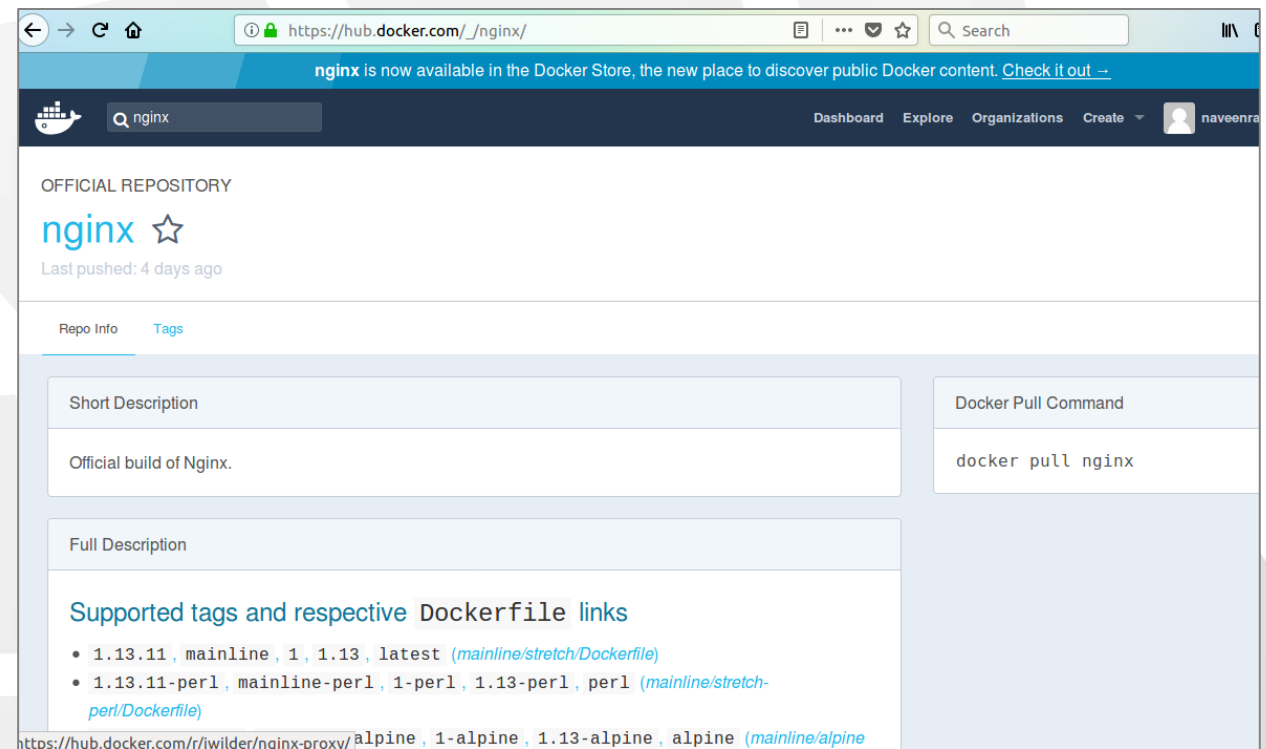 https://hub.docker.com/_/nginx/
Search
nginx is now available in the Docker Store, the new place to discover public Docker content. Check it out →
nginx
Dashboard Explore Organizations Create naveenra
OFFICIAL REPOSITORY
nginx
Last pushed: 4 days ago
Repo Info Tags
Short Description
Docker Pull Command
Official build of Nginx.
docker pull nginx
Full Description
Supported tags and respective Dockerfile links
1.13.11, mainline, 1, 1.13, latest (mainline/stretch/Dockerfile)
1.13.11-perl, mainline-perl, 1-perl, 1.13-perl, perl (mainline/stretch-
perl/Dockerfile)
https://hub.docker.com/r/jwilder/nginx-proxy/ alpine, 1-alpine, 1.13-alpine, alpine (mainline/alpine